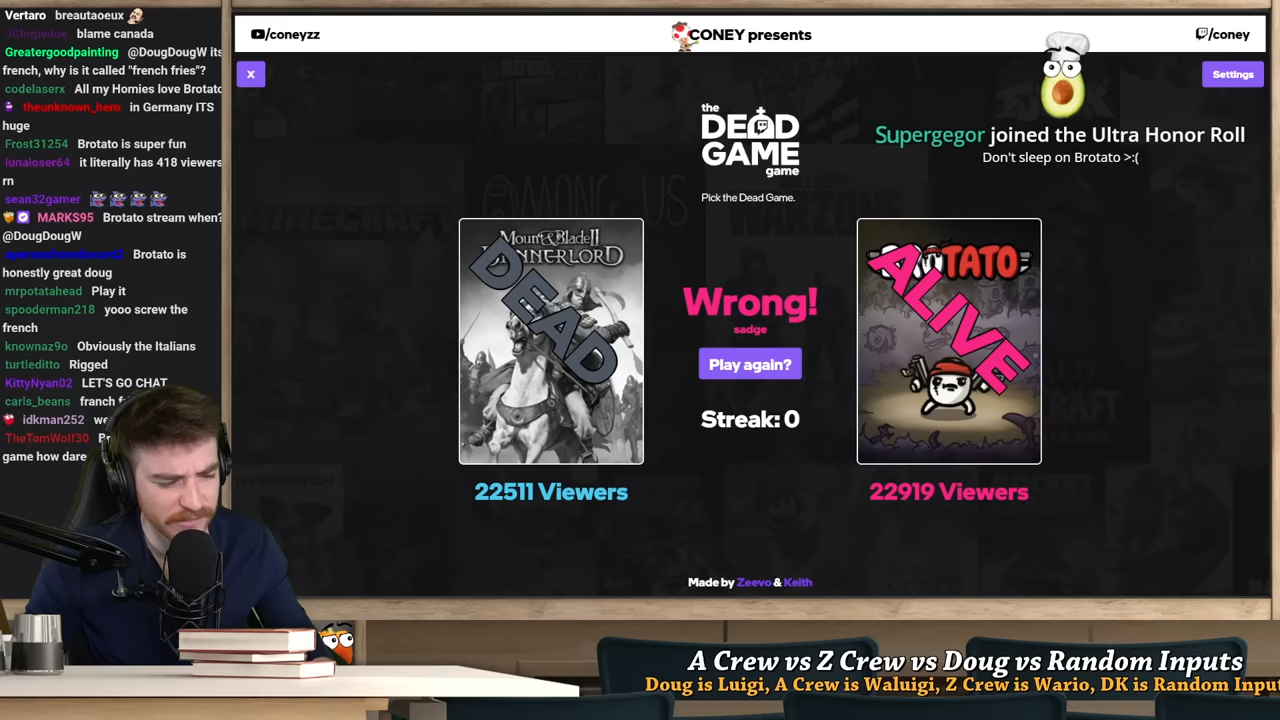 Vertaro breautaoeux
JCIngledue blame canada
Greatergoodpainting @DougDougW its
french, why is it called "french fries"?
codelaserx All my Homies love Brotato
theunknown_hero in Germany ITS
huge
Frost31254 Brotato is super fun
lunaloser64 it literally has 418 viewers
rn
sean32gamer
MARKS95 Brotato stream when?
@DougDougW
Brotato is
honestly great doug
mrpotatahead Play it
spooderman218 yooo screw the
french
knownaz9o Obviously the Italians
turtleditto Rigged
KittyNyan02 LET'S GO CHAT
carls_beans
idkman252
TheTomWolf30
game how dare
/coneyzz
CONEY presents
/coney
X
Settings
the
DEAD
GAME
game
Pick the Dead Game.
Supergegor joined the Ultra Honor Roll
Don't sleep on Brotato >:(
Mount&Blade II
BANNERLORD
DEAD
Wrong!
sadge
Play again?
Streak: 0
BROTATO
ALIVE
22511 Viewers
22919 Viewers
AMONG US
MINECRAFT
Made by Zeevo & Keith
A Crew vs Z Crew vs Doug vs Random Inputs
Doug is Luigi, A Crew is Waluigi, Z Crew is Wario, DK is Random Input